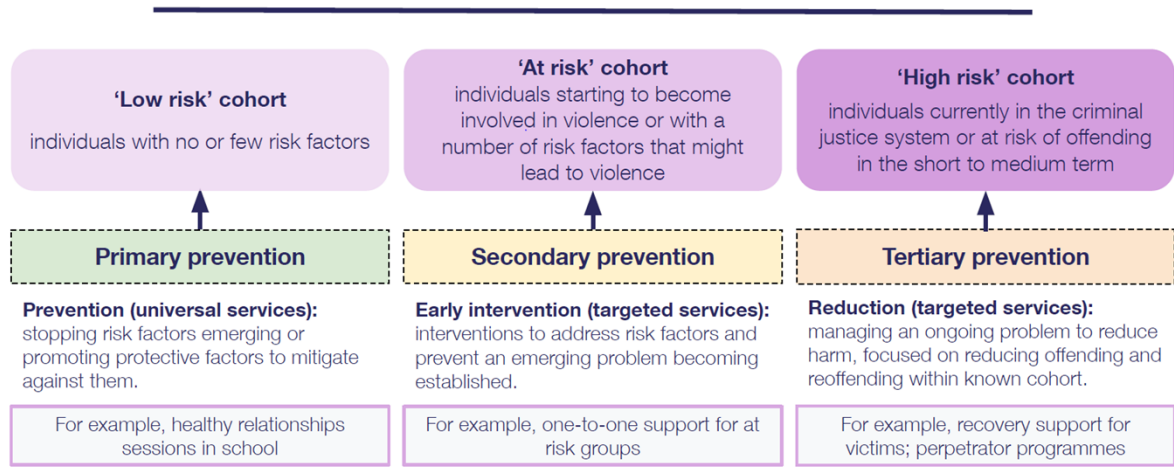 ‘Low risk’ cohort
individuals with no or few risk factors
‘At risk’ cohort
individuals starting to become
involved in violence or with a
number of risk factors that might
lead to violence
‘High risk’ cohort
individuals currently in the criminal
justice system or at risk of offending
in the short to medium term
Primary prevention
Secondary prevention
Tertiary prevention
Prevention (universal services):
stopping risk factors emerging or
promoting protective factors to mitigate
against them.
Early intervention (targeted services):
interventions to address risk factors and
prevent an emerging problem becoming
established.
Reduction (targeted services):
managing an ongoing problem to reduce
harm, focused on reducing offending and
reoffending within known cohort.
For example, healthy relationships
sessions in school
For example, one-to-one support for at
risk groups
For example, recovery support for
victims; perpetrator programmes